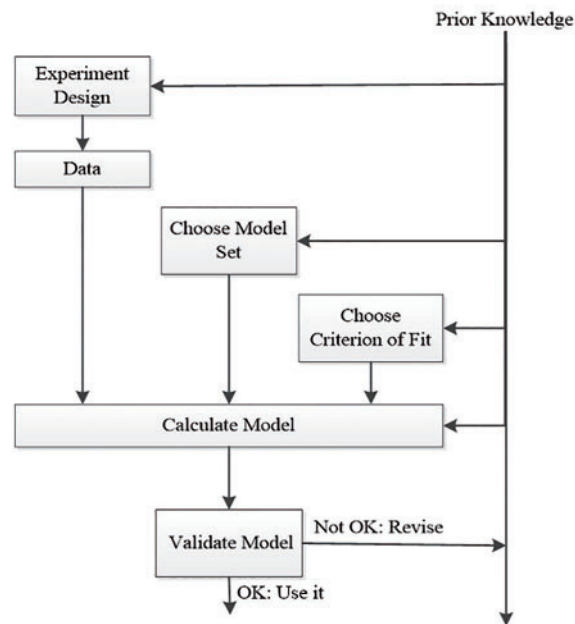 Prior Knowledge
Experiment
Design
Data
Choose Model
Set
Choose
Criterion of Fit
Calculate Model
Validate Model
Not OK: Revise
OK: Use it